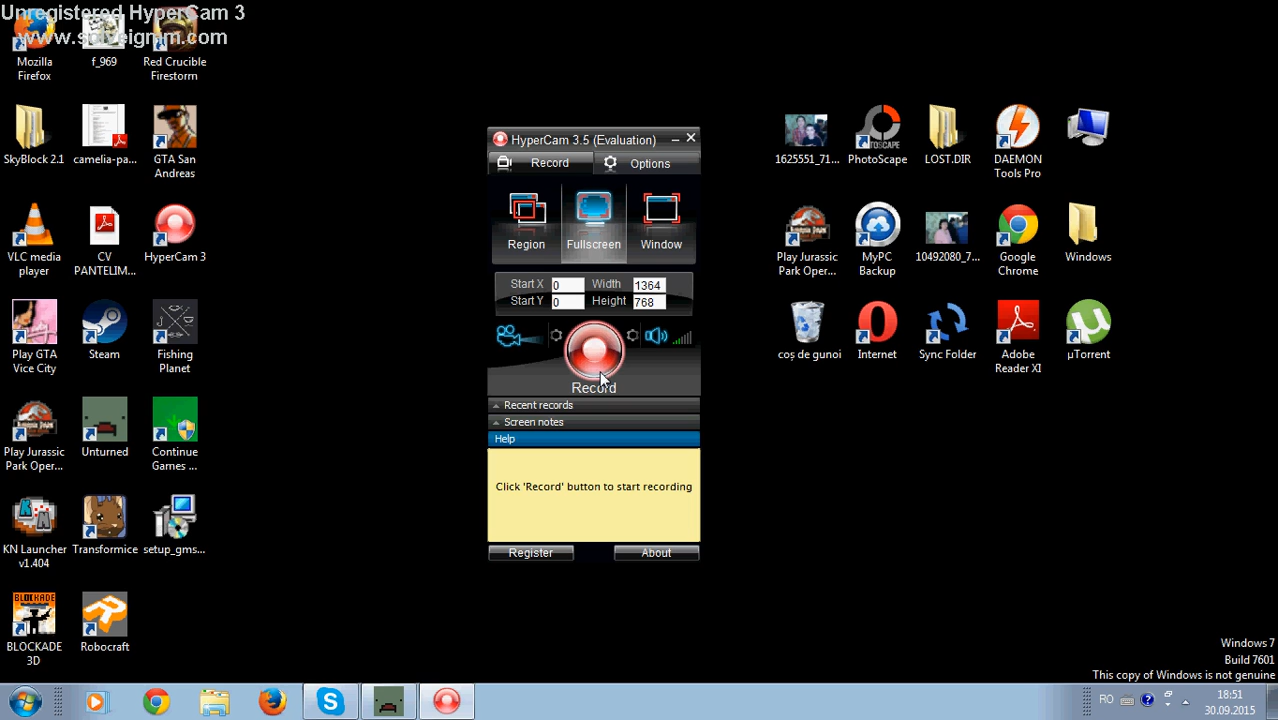 Unregistered HyperCam 3
www.solveigmm.com
Mozilla
Firefox
f_969
Red Crucible
Firestorm
SkyBlock 2.1
camelia-pa...
GTA San
Andreas
VLC media
player
CV
PANTELIM...
HyperCam 3
Play GTA
Vice City
Steam
Fishing
Planet
Play Jurassic
Park Oper...
Unturned
Continue
Games ...
KN Launcher
v1.404
Transformice
setup_gms...
BLOCKADE
3D
Robocraft
HyperCam 3.5 (Evaluation)
Record
Options
Region
Fullscreen
Window
Start X 0 Width 1364
Start Y 0 Height 768
Record
Recent records
Screen notes
Help
Click 'Record' button to start recording
Register
About
1625551_71...
PhotoScape
LOST.DIR
DAEMON
Tools Pro
Play Jurassic
Park Oper...
MyPC
Backup
10492080_7...
Google
Chrome
Windows
coș de gunoi
Internet
Sync Folder
Adobe
Reader XI
µTorrent
Windows 7
Build 7601
This copy of Windows is not genuine
RO
18:51
30.09.2015